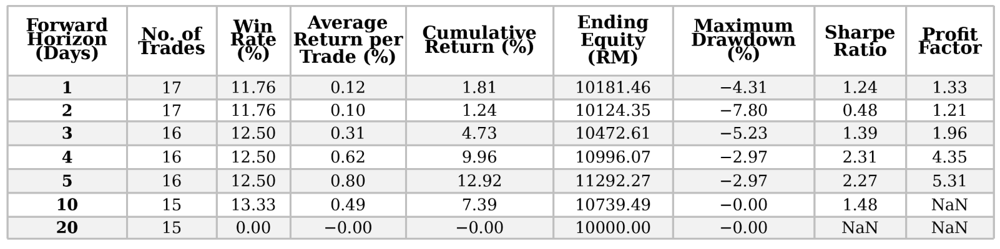 Forward Horizon (Days) No. of Trades Win Rate (%) Average Return per Trade (%) Cumulative Return (%) Ending Equity (RM) Maximum Drawdown (%) Sharpe Ratio Profit Factor
1 17 11.76 0.12 1.81 10181.46 −4.31 1.24 1.33
2 17 11.76 0.10 1.24 10124.35 −7.80 0.48 1.21
3 16 12.50 0.31 4.73 10472.61 −5.23 1.39 1.96
4 16 12.50 0.62 9.96 10996.07 −2.97 2.31 4.35
5 16 12.50 0.80 12.92 11292.27 −2.97 2.27 5.31
10 15 13.33 0.49 7.39 10739.49 −0.00 1.48 NaN
20 15 0.00 −0.00 −0.00 10000.00 −0.00 NaN NaN